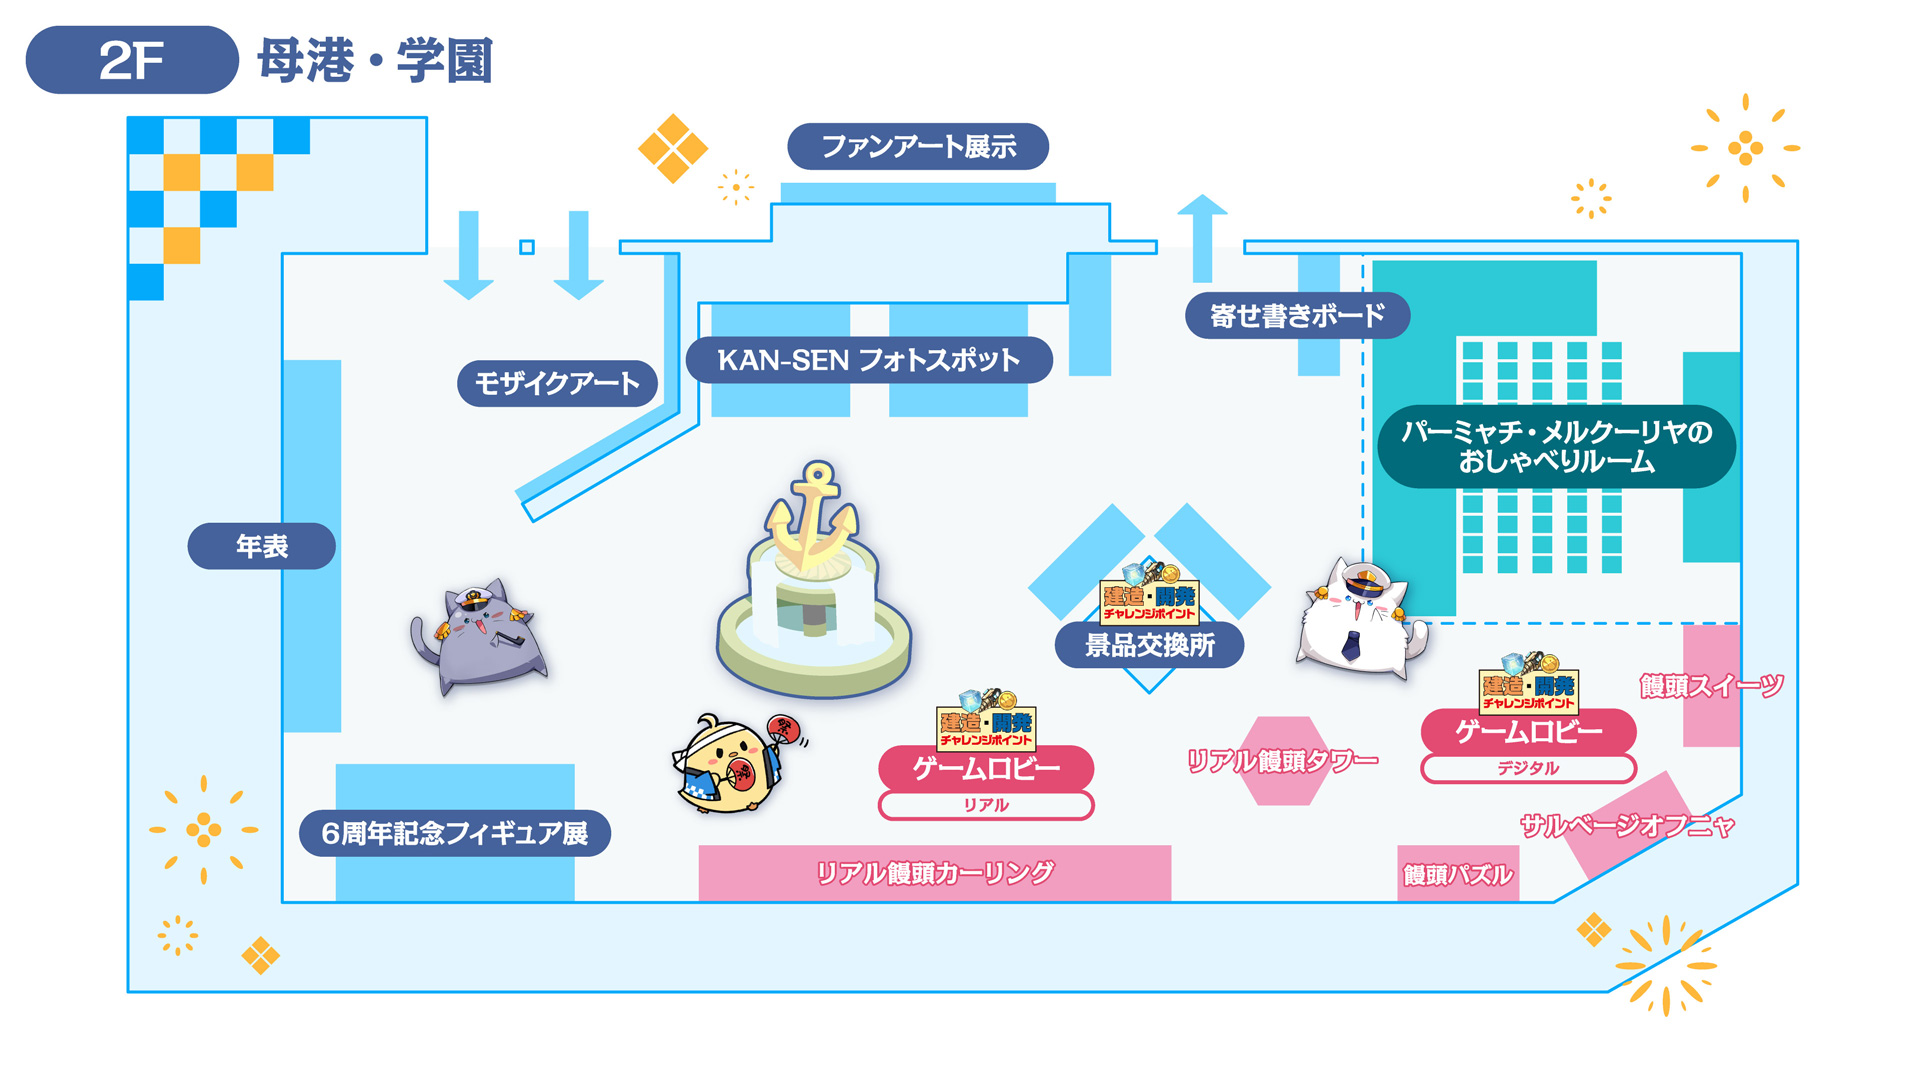 2F 母港・学園
ファンアート展示
寄せ書きボード
KAN-SEN フォトスポット
モザイクアート
パーミャチ・メルクーリヤの
おしゃべりルーム
年表
建造・開発
チャレンジポイント
景品交換所
建造・開発
チャレンジポイント
ゲームロビー
デジタル
饅頭スイーツ
建造・開発
チャレンジポイント
ゲームロビー
リアル
リアル饅頭タワー
サルベージオフニャ
6周年記念フィギュア展
リアル饅頭カーリング
饅頭パズル